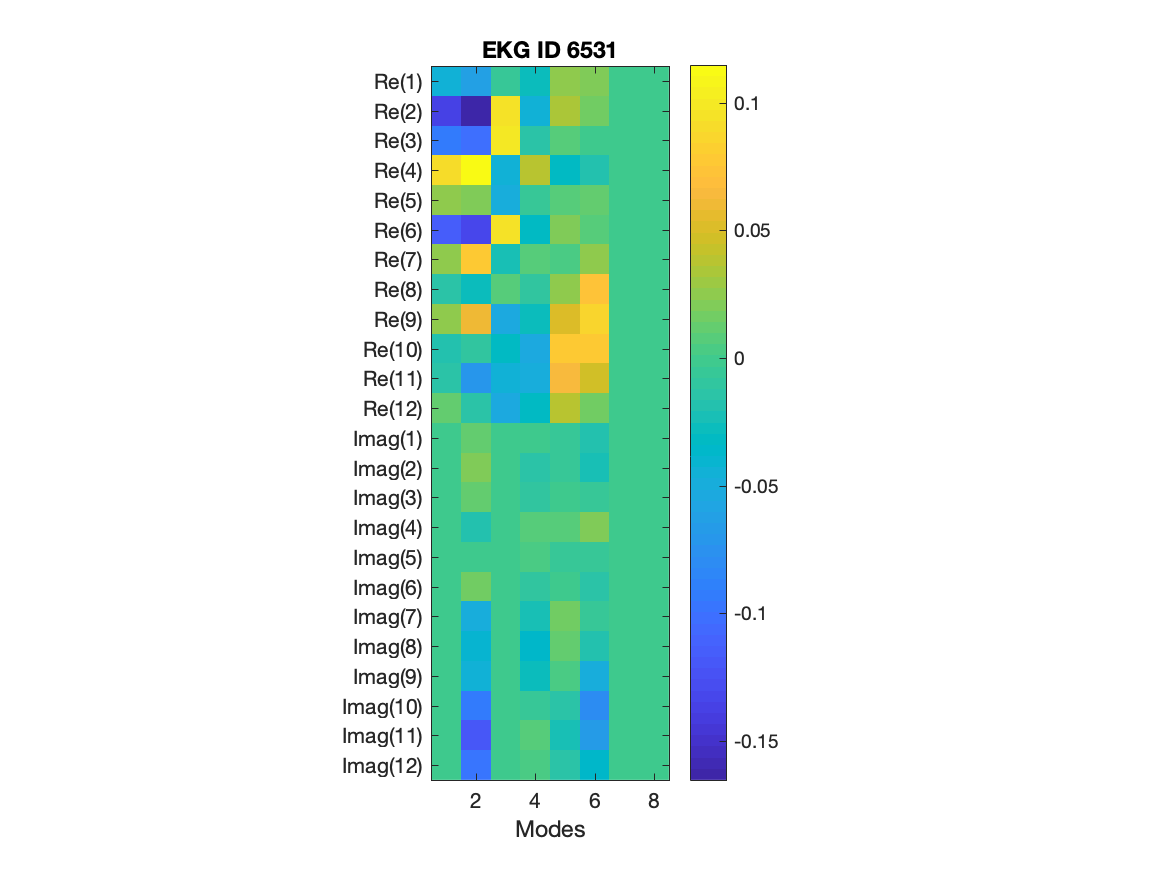 EKG ID 6531
Re(1)
Re(2)
Re(3)
Re(4)
Re(5)
Re(6)
Re(7)
Re(8)
Re(9)
Re(10)
Re(11)
Re(12)
Imag(1)
Imag(2)
Imag(3)
Imag(4)
Imag(5)
Imag(6)
Imag(7)
Imag(8)
Imag(9)
Imag(10)
Imag(11)
Imag(12)
2 4 6 8
Modes
0.1
0.05
0
-0.05
-0.1
-0.15